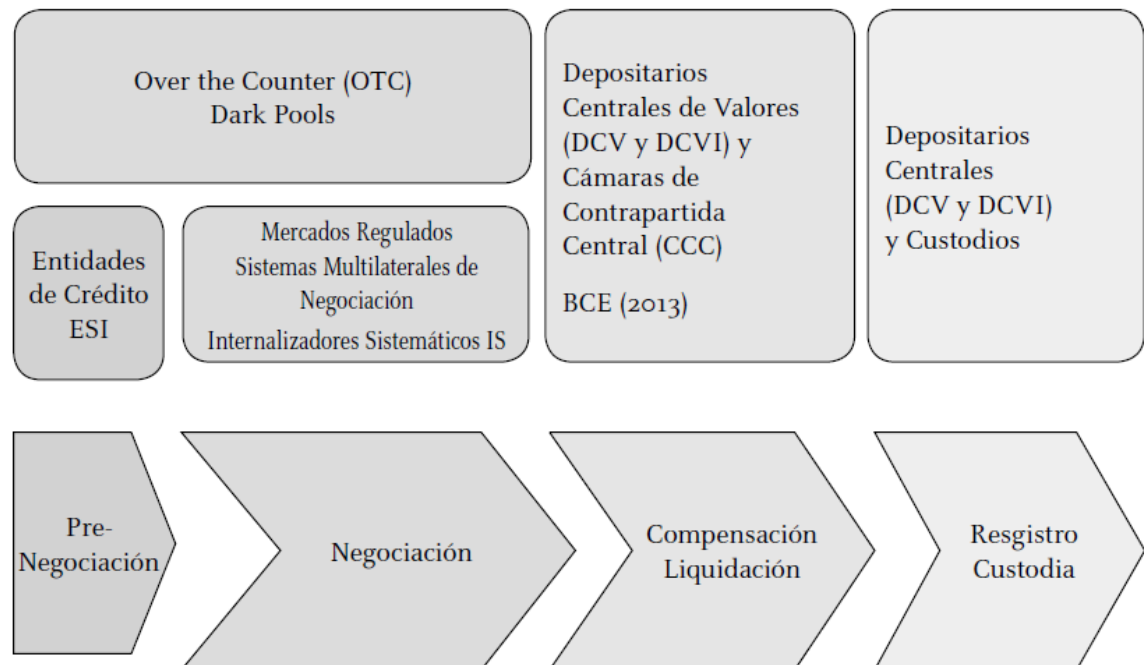 Over the Counter (OTC)
Dark Pools
Depositarios
Centrales de Valores
(DCV y DCVI) y
Cámaras de
Contrapartida
Central (CCC)
BCE (2013)
Depositarios
Centrales
(DCV y DCVI)
y Custodios
Entidades
de Crédito
ESI
Mercados Regulados
Sistemas Multilaterales de
Negociación
Internalizadores Sistemáticos IS
Pre-
Negociación
Negociación
Compensación
Liquidación
Resgistro
Custodia